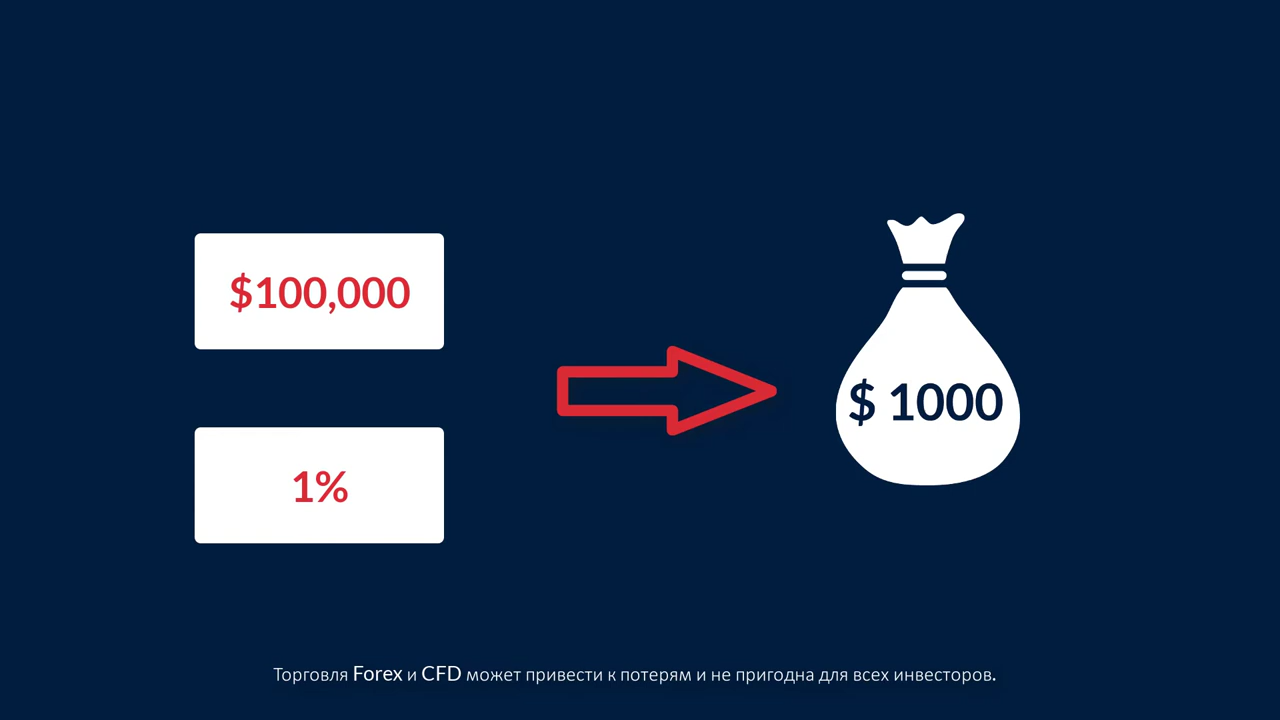 $100,000
1%
$ 1000
Торговля Forex и CFD может привести к потерям и не пригодна для всех инвесторов.